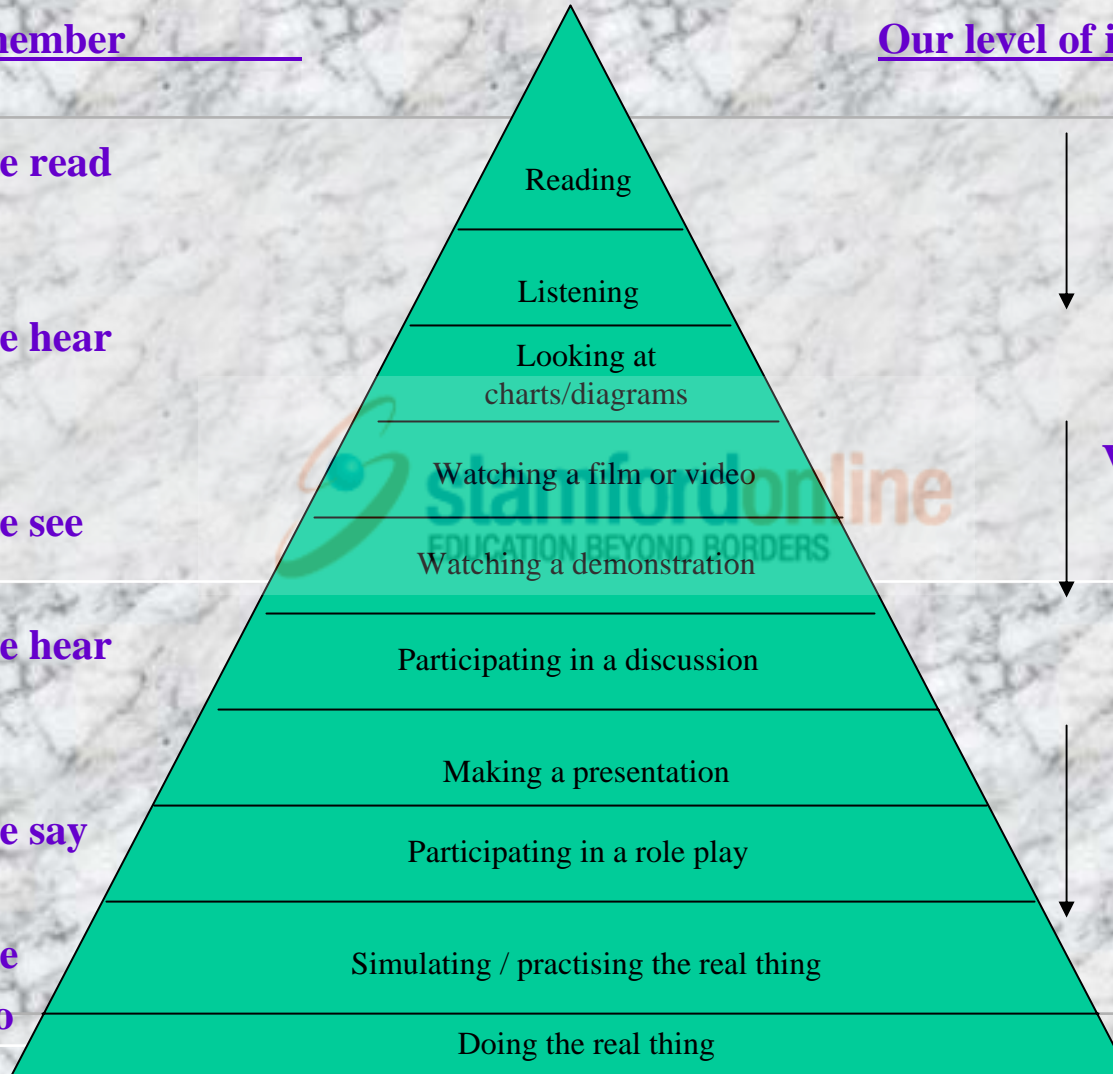 Our level of
e read
e hear
e see
e hear
e say
e
o
Reading
Listening
Looking at
charts/diagrams
Watching a film or video
stamfordonline
EDUCATION BEYOND BORDERS
Watching a demonstration
Participating in a discussion
Making a presentation
Participating in a role play
Simulating / practising the real thing
Doing the real thing